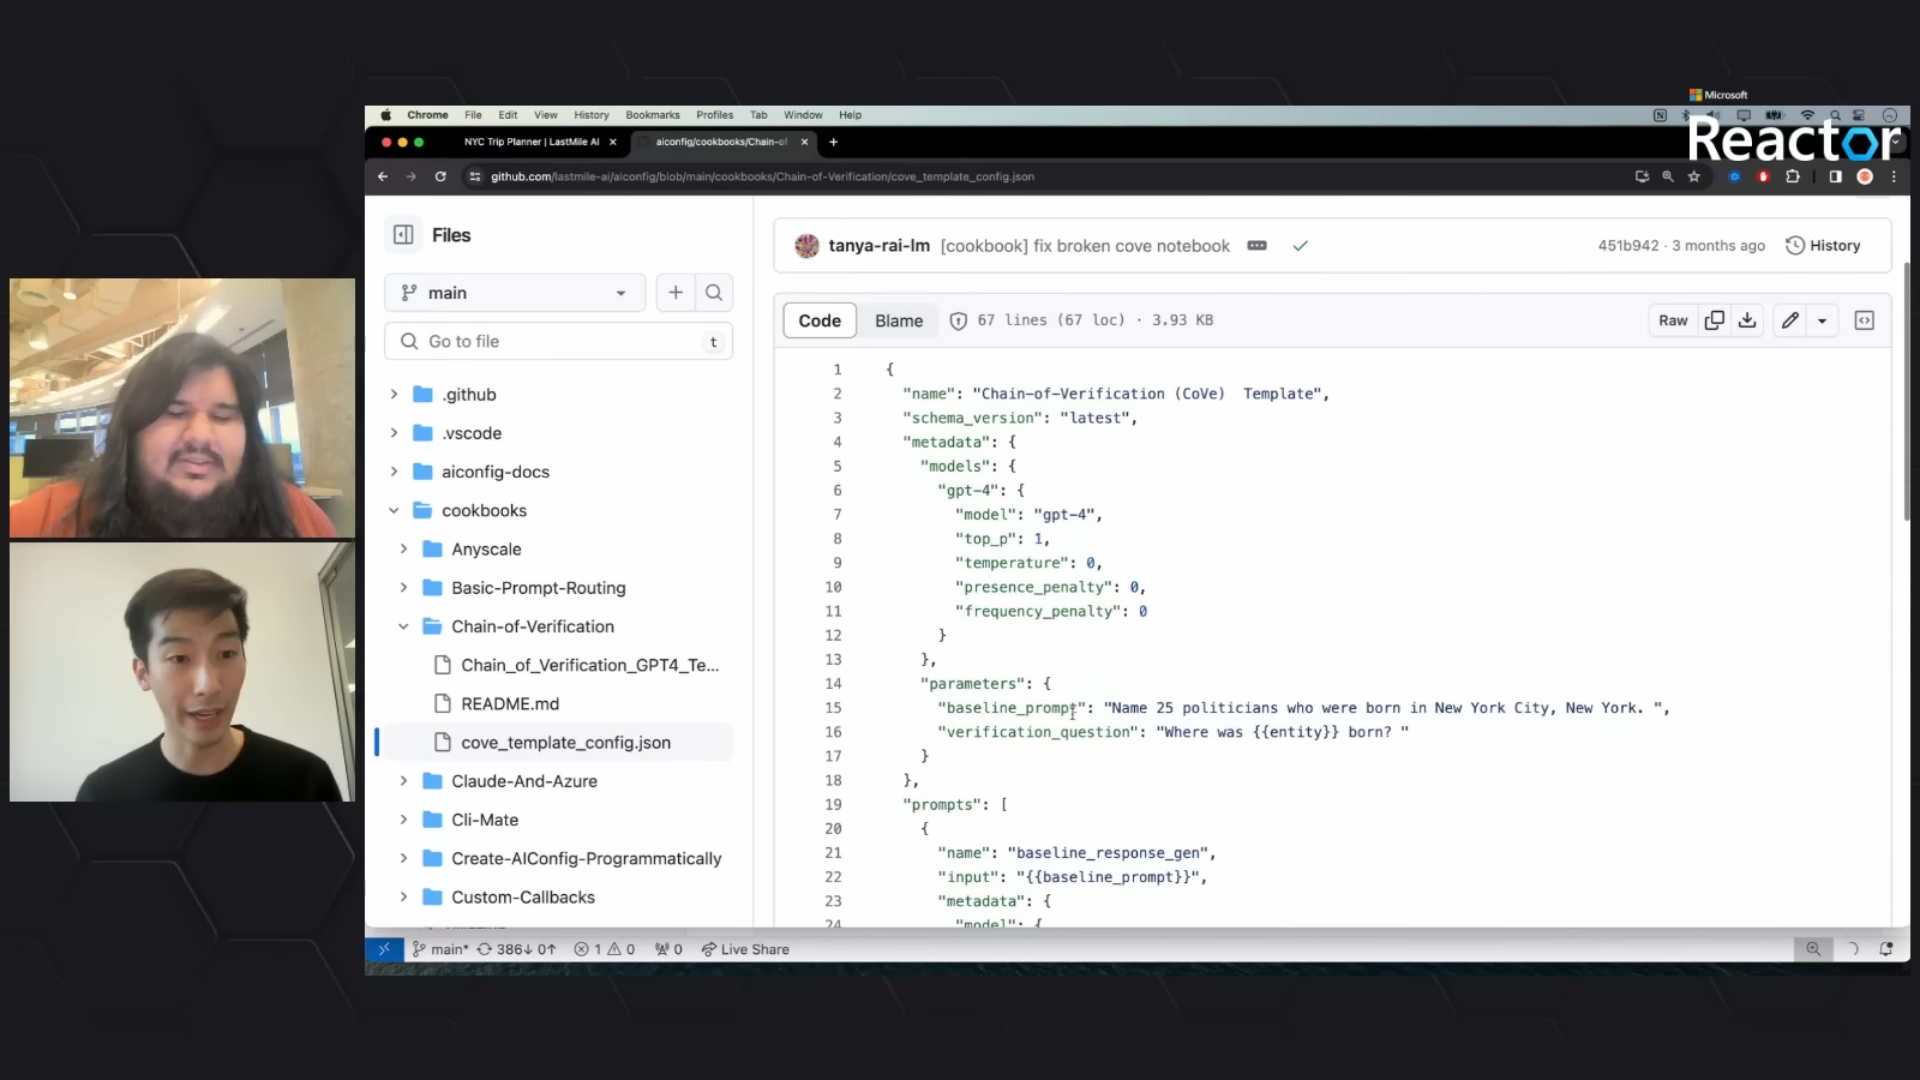 Microsoft
Reactor
Chrome File Edit View History Bookmarks Profiles Tab Window Help
NYC Trip Planner | LastMile AI
aiconfig/cookbooks/Chain-of
github.com/lastmile-ai/aiconfig/blob/main/cookbooks/Chain-of-Verification/cove_template_config.json
Files
main
Go to file t
.github
.vscode
aiconfig-docs
cookbooks
Anyscale
Basic-Prompt-Routing
Chain-of-Verification
Chain_of_Verification_GPT4_Te...
README.md
cove_template_config.json
Claude-And-Azure
Cli-Mate
Create-AIConfig-Programmatically
Custom-Callbacks
tanya-rai-lm [cookbook] fix broken cove notebook
451b942 · 3 months ago History
Code Blame 67 lines (67 loc) · 3.93 KB Raw
1 {
2 "name": "Chain-of-Verification (CoVe)  Template",
3 "schema_version": "latest",
4 "metadata": {
5 "models": {
6 "gpt-4": {
7 "model": "gpt-4",
8 "top_p": 1,
9 "temperature": 0,
10 "presence_penalty": 0,
11 "frequency_penalty": 0
12 }
13 },
14 "parameters": {
15 "baseline_prompt": "Name 25 politicians who were born in New York City, New York. ",
16 "verification_question": "Where was {{entity}} born? "
17 }
18 },
19 "prompts": [
20 {
21 "name": "baseline_response_gen",
22 "input": "{{baseline_prompt}}",
23 "metadata": {
24 "model": {
main* 386↓ 0↑ 1 0 0 Live Share